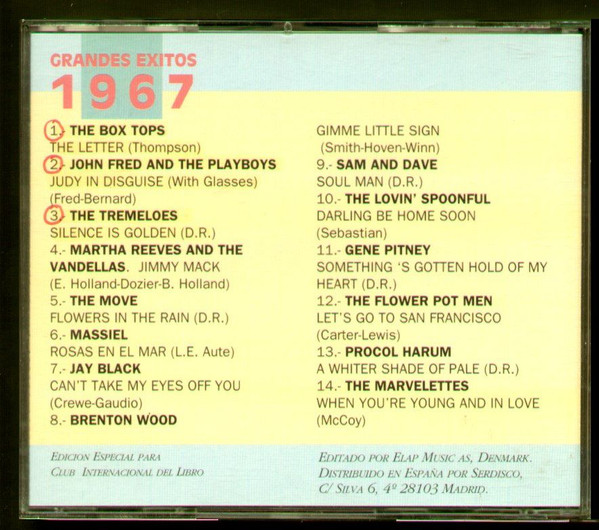 GRANDES EXITOS
1967
1.- THE BOX TOPS
THE LETTER (Thompson)
2.- JOHN FRED AND THE PLAYBOYS
JUDY IN DISGUISE (With Glasses)
(Fred-Bernard)
3.- THE TREMELOES
SILENCE IS GOLDEN (D.R.)
4.- MARTHA REEVES AND THE
VANDELLAS. JIMMY MACK
(E. Holland-Dozier-B. Holland)
5.- THE MOVE
FLOWERS IN THE RAIN (D.R.)
6.- MASSIEL
ROSAS EN EL MAR (L.E. Aute)
7.- JAY BLACK
CAN'T TAKE MY EYES OFF YOU
(Crewe-Gaudio)
8.- BRENTON WOOD
GIMME LITTLE SIGN
(Smith-Hoven-Winn)
9.- SAM AND DAVE
SOUL MAN (D.R.)
10.- THE LOVIN' SPOONFUL
DARLING BE HOME SOON
(Sebastian)
11.- GENE PITNEY
SOMETHING 'S GOTTEN HOLD OF MY
HEART (D.R.)
12.- THE FLOWER POT MEN
LET'S GO TO SAN FRANCISCO
(Carter-Lewis)
13.- PROCOL HARUM
A WHITER SHADE OF PALE (D.R.)
14.- THE MARVELETTES
WHEN YOU'RE YOUNG AND IN LOVE
(McCoy)
EDICION ESPECIAL PARA
CLUB INTERNACIONAL DEL LIBRO
EDITADO POR ELAP MUSIC AS, DENMARK.
DISTRIBUIDO EN ESPAÑA POR SERDISCO,
C/ SILVA 6, 4º 28103 MADRID.